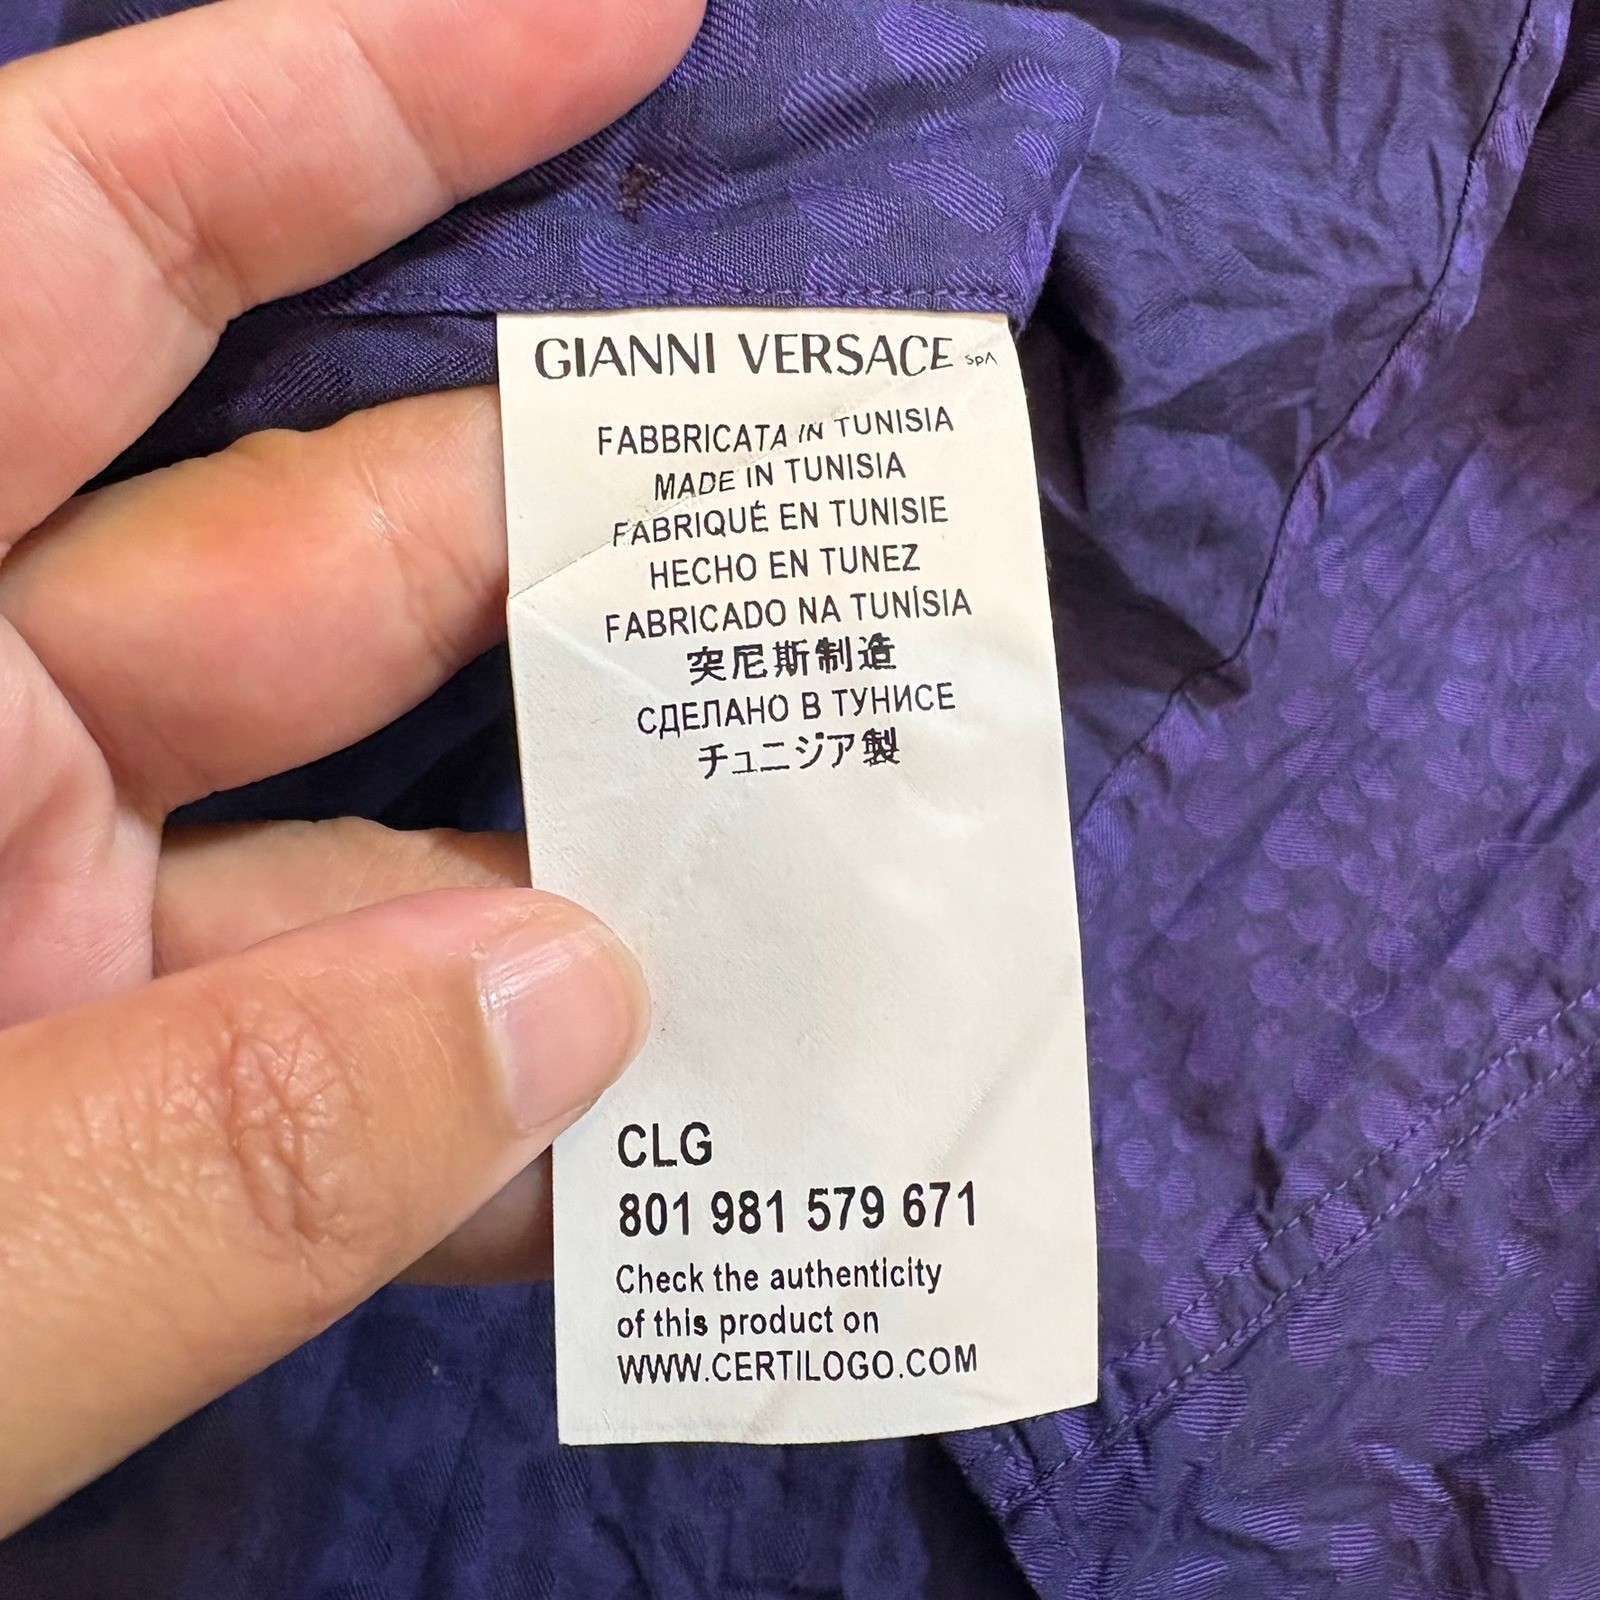 GIANNI VERSACE SpA
FABBRICATA IN TUNISIA
MADE IN TUNISIA
FABRIQUÉ EN TUNISIE
HECHO EN TUNEZ
FABRICADO NA TUNÍSIA
突尼斯制造
СДЕЛАНО В ТУНИСЕ
チュニジア製
CLG
801 981 579 671
Check the authenticity
of this product on
WWW.CERTILOGO.COM